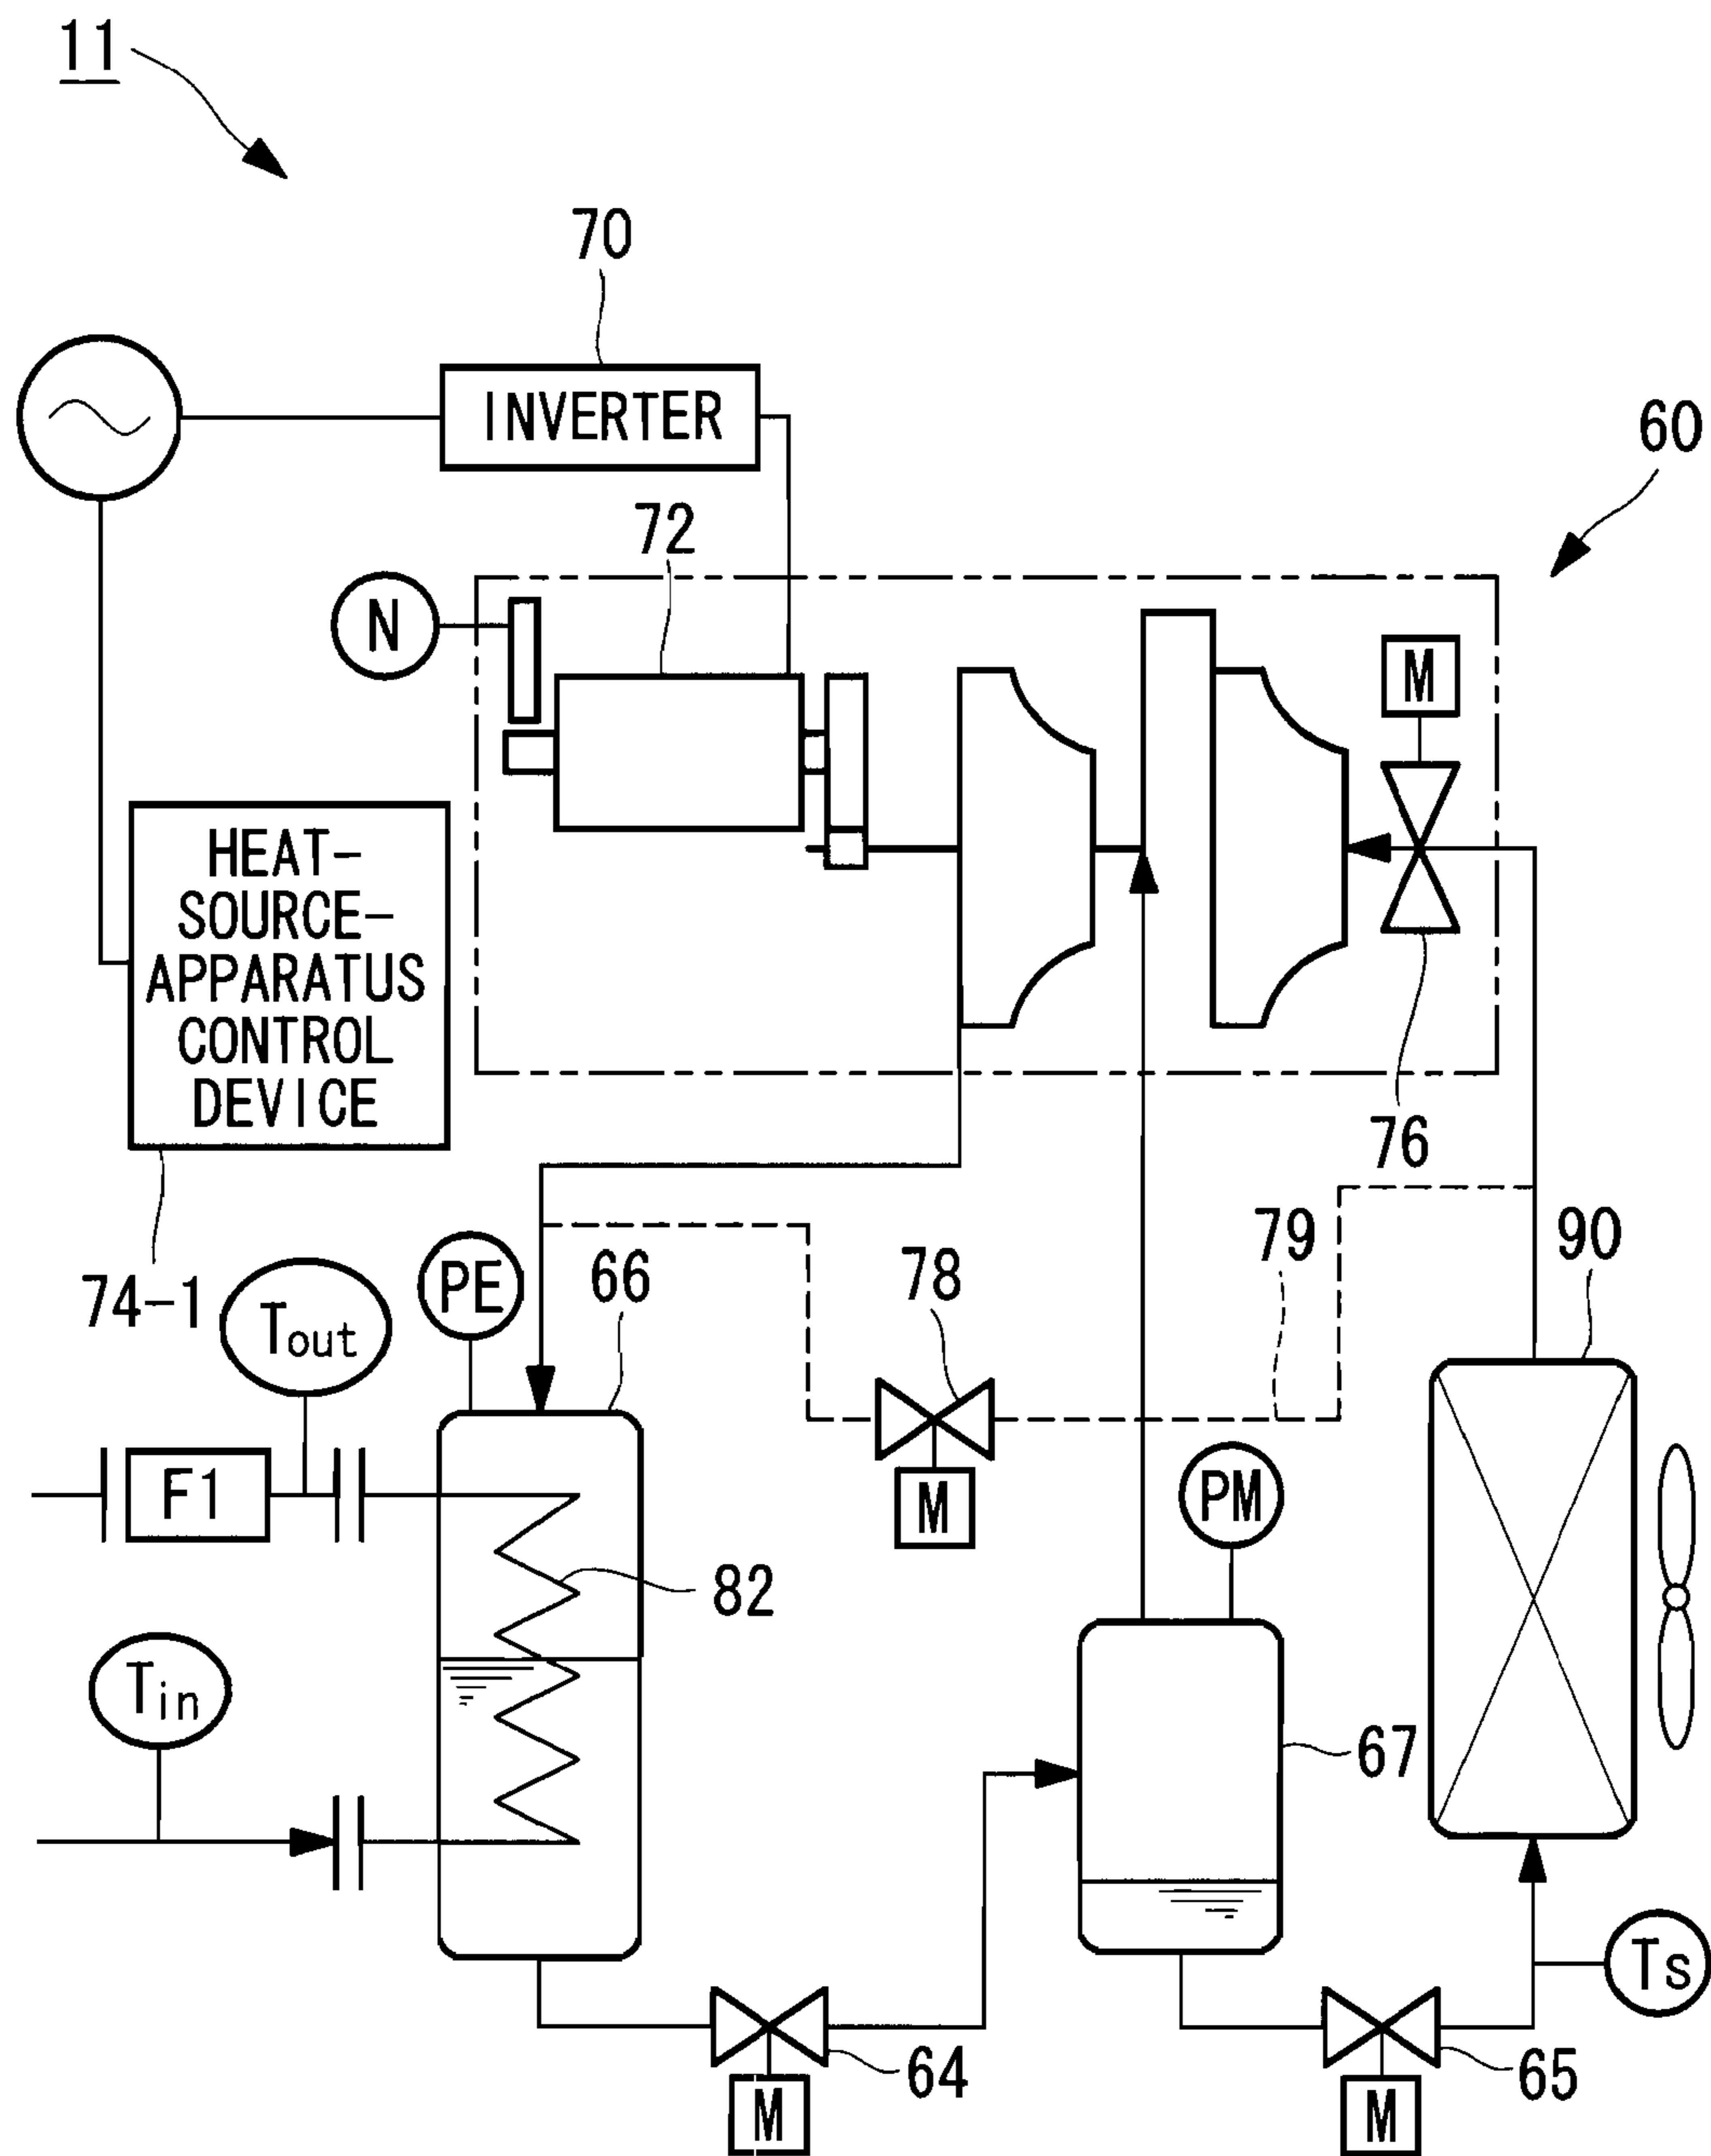 11
70
INVERTER
60
72
N
M
HEAT-
SOURCE-
APPARATUS
CONTROL
DEVICE
76
74-1
Tout
PE
66
78
79
90
F1
M
PM
82
Tin
67
Ts
64
65
M
M